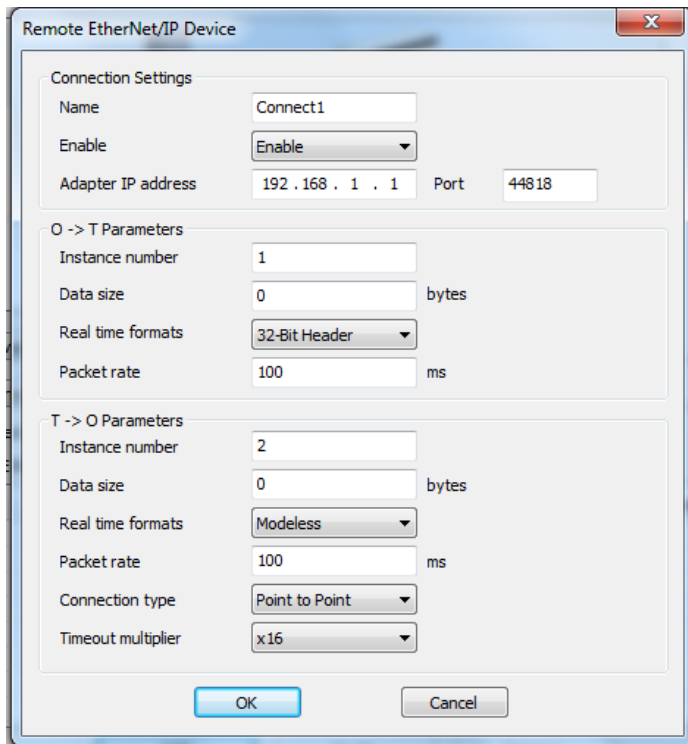 Remote EtherNet/IP Device
Connection Settings
Name Connect1
Enable Enable
Adapter IP address 192 . 168 . 1 . 1 Port 44818
O -> T Parameters
Instance number 1
Data size 0 bytes
Real time formats 32-Bit Header
Packet rate 100 ms
T -> O Parameters
Instance number 2
Data size 0 bytes
Real time formats Modeless
Packet rate 100 ms
Connection type Point to Point
Timeout multiplier x16
OK Cancel